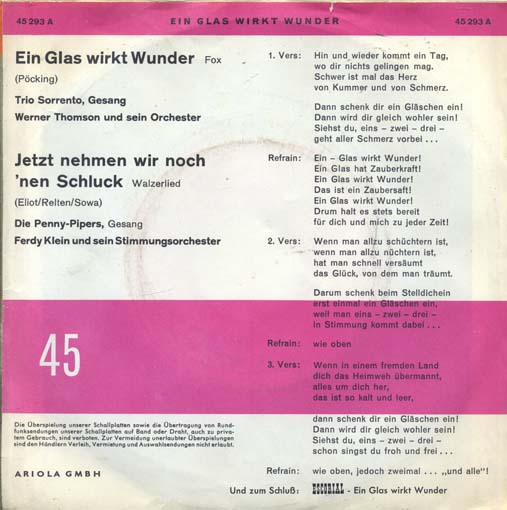 45 293 A EIN GLAS WIRKT WUNDER 45 293 A
Ein Glas wirkt Wunder Fox
(Pöcking)
Trio Sorrento, Gesang
Werner Thomson und sein Orchester
Jetzt nehmen wir noch
'nen Schluck Walzerlied
(Eliot/Relten/Sowa)
Die Penny-Pipers, Gesang
Ferdy Klein und sein Stimmungsorchester
45
Die Überspielung unserer Schallplatten sowie die Übertragung von Rund-
funksendungen unserer Schallplatten auf Band oder Draht, auch zu priva-
tem Gebrauch, sind verboten. Zur Vermeidung unerlaubter Überspielungen
sind den Händlern Verleih, Vermietung und Auswahlsendungen nicht erlaubt.
ARIOLA GMBH
1. Vers: Hin und wieder kommt ein Tag,
wo dir nichts gelingen mag.
Schwer ist mal das Herz
von Kummer und von Schmerz.
Dann schenk dir ein Gläschen ein!
Dann wird dir gleich wohler sein!
Siehst du, eins – zwei – drei –
geht aller Schmerz vorbei . . .
Refrain: Ein – Glas wirkt Wunder!
Ein Glas hat Zauberkraft!
Ein Glas wirkt Wunder!
Das ist ein Zaubersaft!
Ein Glas wirkt Wunder!
Drum halt es stets bereit
für dich und mich zu jeder Zeit!
2. Vers: Wenn man allzu schüchtern ist,
wenn man allzu nüchtern ist,
hat man schnell versäumt
das Glück, von dem man träumt.
Darum schenk beim Stelldichein
erst einmal ein Gläschen ein,
weil man eins – zwei – drei –
in Stimmung kommt dabei . . .
Refrain: wie oben
3. Vers: Wenn in einem fremden Land
dich das Heimweh übermannt,
alles um dich her,
das ist so kalt und leer,
dann schenk dir ein Gläschen ein!
Dann wird dir gleich wohler sein!
Siehst du, eins – zwei – drei –
schon singst du froh und frei . . .
Refrain: wie oben, jedoch zweimal . . . „und alle"!
Und zum Schluß: ESCORIAL - Ein Glas wirkt Wunder